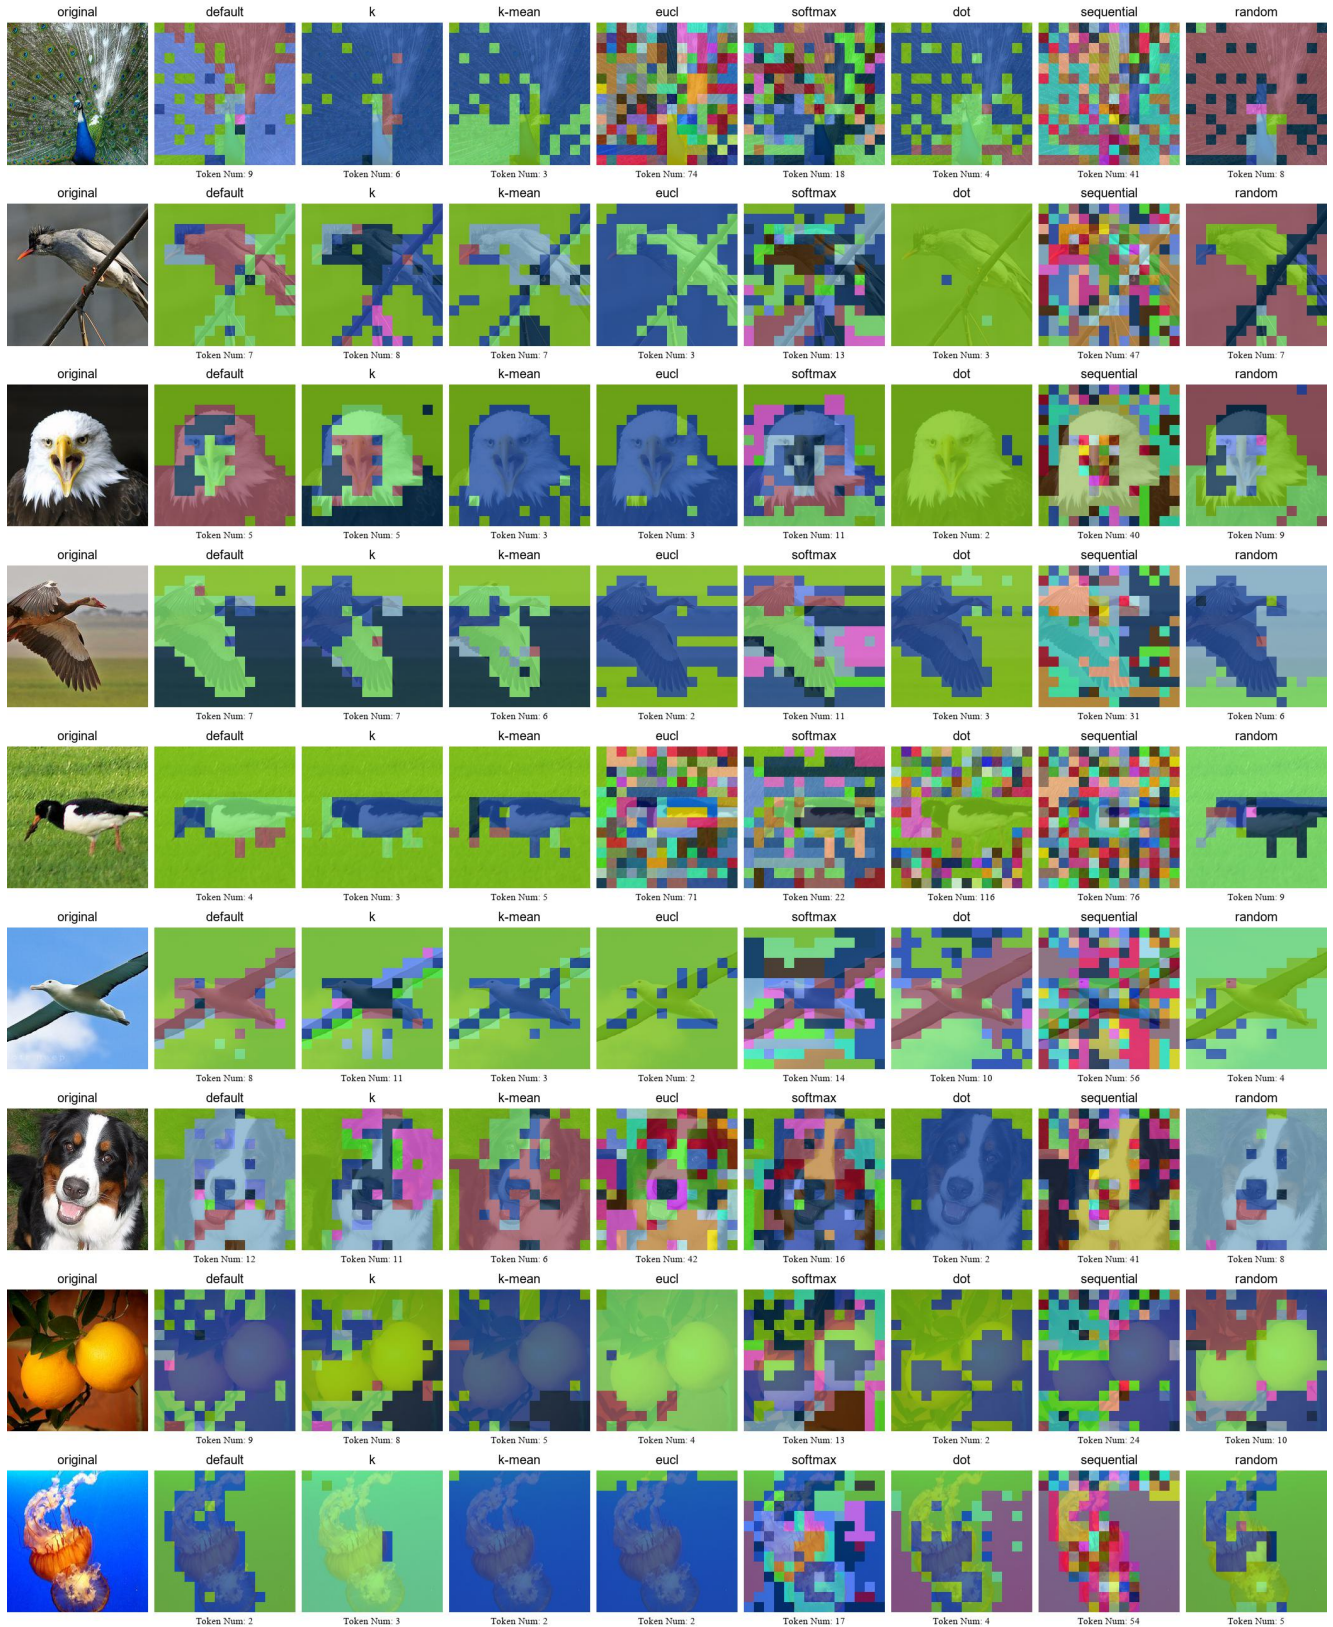 original default k k-mean eucl softmax dot sequential random
Token Num: 9 Token Num: 6 Token Num: 3 Token Num: 74 Token Num: 18 Token Num: 4 Token Num: 41 Token Num: 8
original default k k-mean eucl softmax dot sequential random
Token Num: 7 Token Num: 8 Token Num: 7 Token Num: 3 Token Num: 13 Token Num: 3 Token Num: 47 Token Num: 7
original default k k-mean eucl softmax dot sequential random
Token Num: 5 Token Num: 5 Token Num: 3 Token Num: 3 Token Num: 11 Token Num: 2 Token Num: 40 Token Num: 9
original default k k-mean eucl softmax dot sequential random
Token Num: 7 Token Num: 7 Token Num: 6 Token Num: 2 Token Num: 11 Token Num: 3 Token Num: 31 Token Num: 6
original default k k-mean eucl softmax dot sequential random
Token Num: 4 Token Num: 3 Token Num: 5 Token Num: 71 Token Num: 22 Token Num: 116 Token Num: 76 Token Num: 9
original default k k-mean eucl softmax dot sequential random
Token Num: 8 Token Num: 11 Token Num: 3 Token Num: 2 Token Num: 14 Token Num: 10 Token Num: 56 Token Num: 4
original default k k-mean eucl softmax dot sequential random
Token Num: 12 Token Num: 11 Token Num: 6 Token Num: 42 Token Num: 16 Token Num: 2 Token Num: 41 Token Num: 8
original default k k-mean eucl softmax dot sequential random
Token Num: 9 Token Num: 8 Token Num: 5 Token Num: 4 Token Num: 13 Token Num: 2 Token Num: 24 Token Num: 10
original default k k-mean eucl softmax dot sequential random
Token Num: 2 Token Num: 3 Token Num: 2 Token Num: 2 Token Num: 17 Token Num: 4 Token Num: 54 Token Num: 5